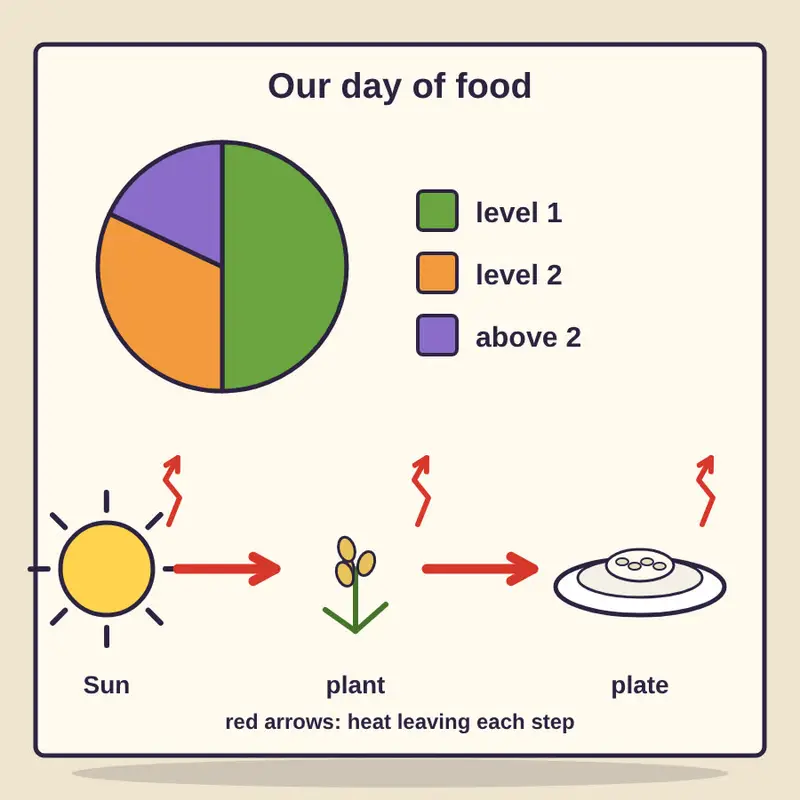 Our day of food
level 1
level 2
above 2
Sun
plant
plate
red arrows: heat leaving each step